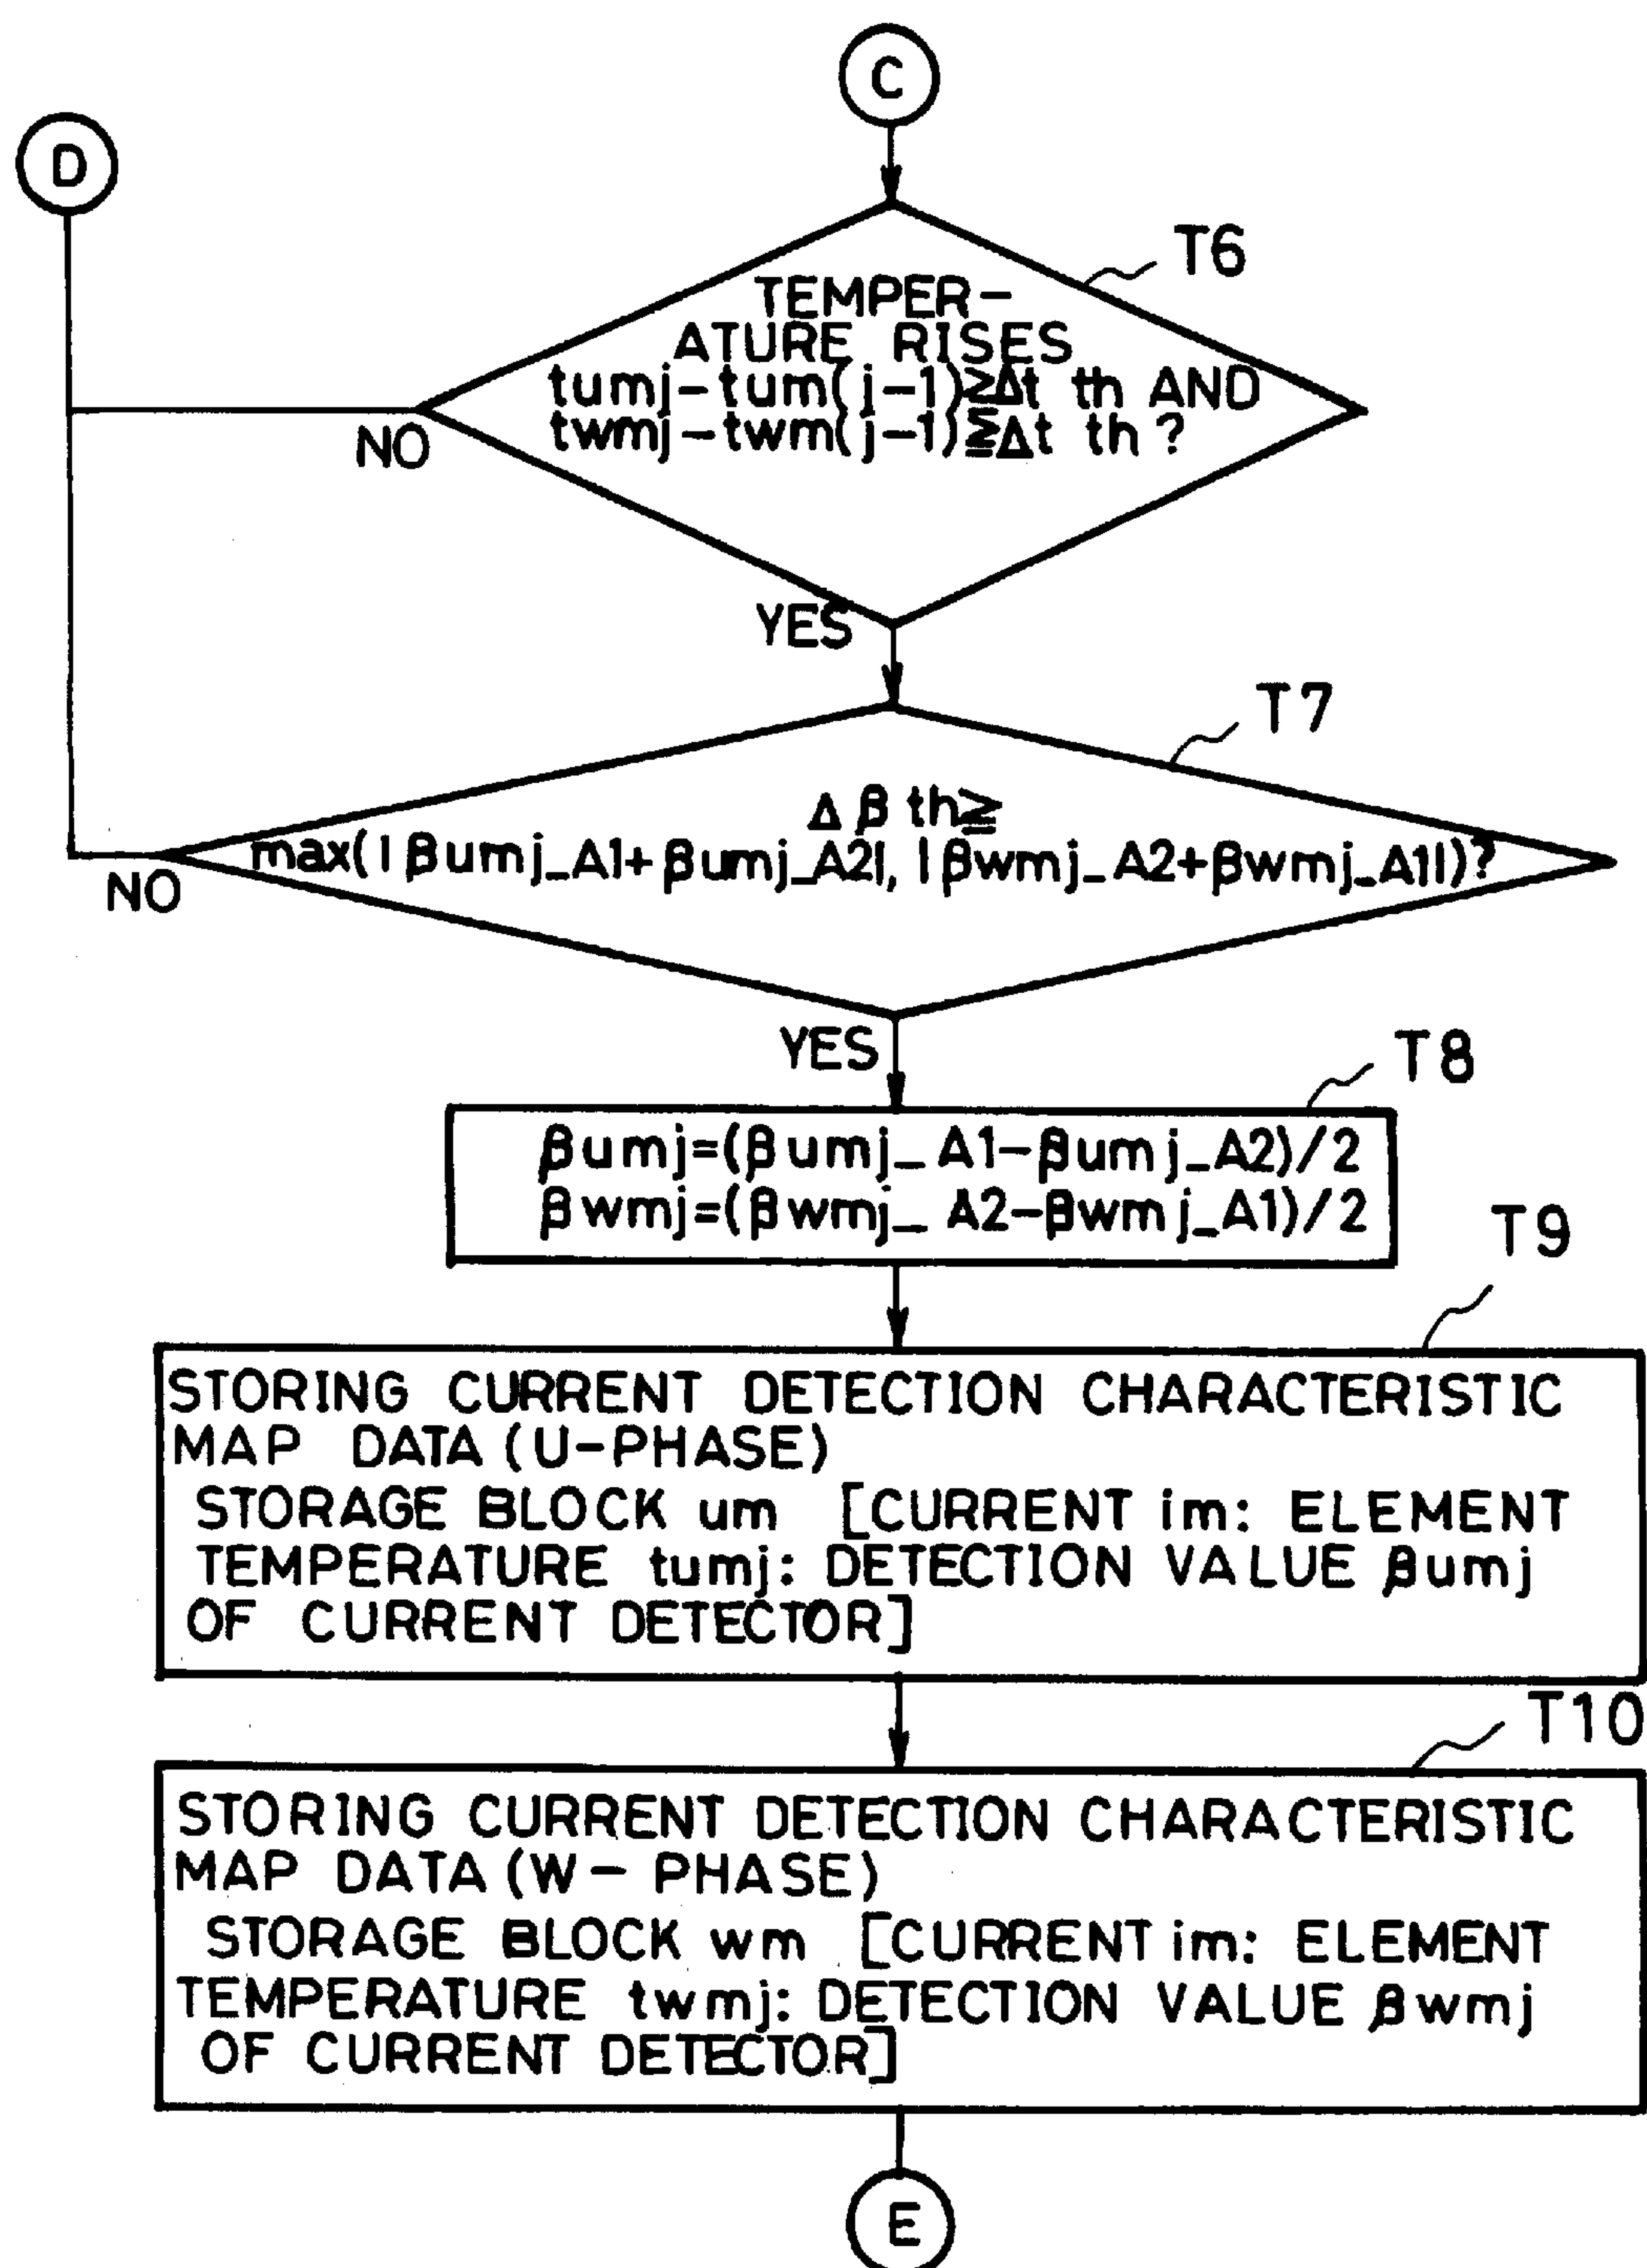 C
D
T6
TEMPER-
ATURE RISES
tumj-tum(j-1)≧Δt th AND
twmj-twm(j-1)≧Δt th?
NO
YES
T7
Δβth≧
max(|βumj_A1+βumj_A2|, |βwmj_A2+βwmj_A1|)?
NO
YES
T8
βumj=(βumj_A1-βumj_A2)/2
βwmj=(βwmj_A2-βwmj_A1)/2
T9
STORING CURRENT DETECTION CHARACTERISTIC
MAP DATA (U-PHASE)
STORAGE BLOCK um [CURRENT im: ELEMENT
TEMPERATURE tumj: DETECTION VALUE βumj
OF CURRENT DETECTOR]
T10
STORING CURRENT DETECTION CHARACTERISTIC
MAP DATA (W-PHASE)
STORAGE BLOCK wm [CURRENT im: ELEMENT
TEMPERATURE twmj: DETECTION VALUE βwmj
OF CURRENT DETECTOR]
E